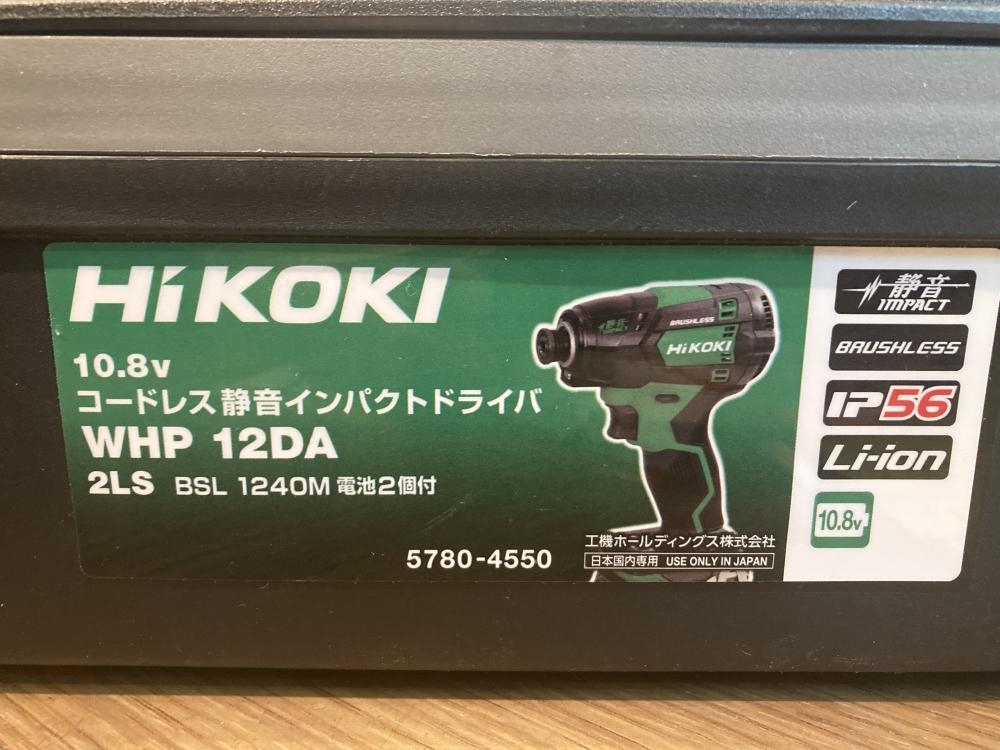 HiKOKI
10.8v
コードレス 静音インパクトドライバ
WHP 12DA
2LS BSL 1240M 電池2個付
5780-4550
工機ホールディングス株式会社
日本国内専用 USE ONLY IN JAPAN
静音
BRUSHLESS
HiKOKI
静音
IMPACT
BRUSHLESS
IP56
Li-ion
10.8v